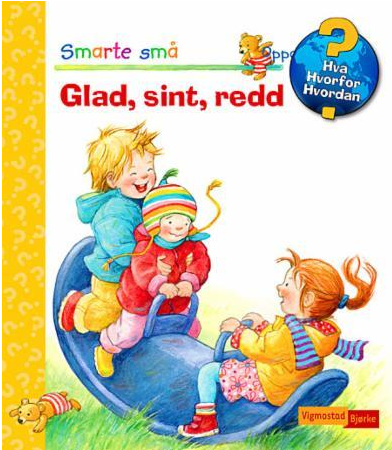 Smarte små
Glad, sint, redd
Hva
Hvorfor
Hvordan
Vigmostad Bjørke